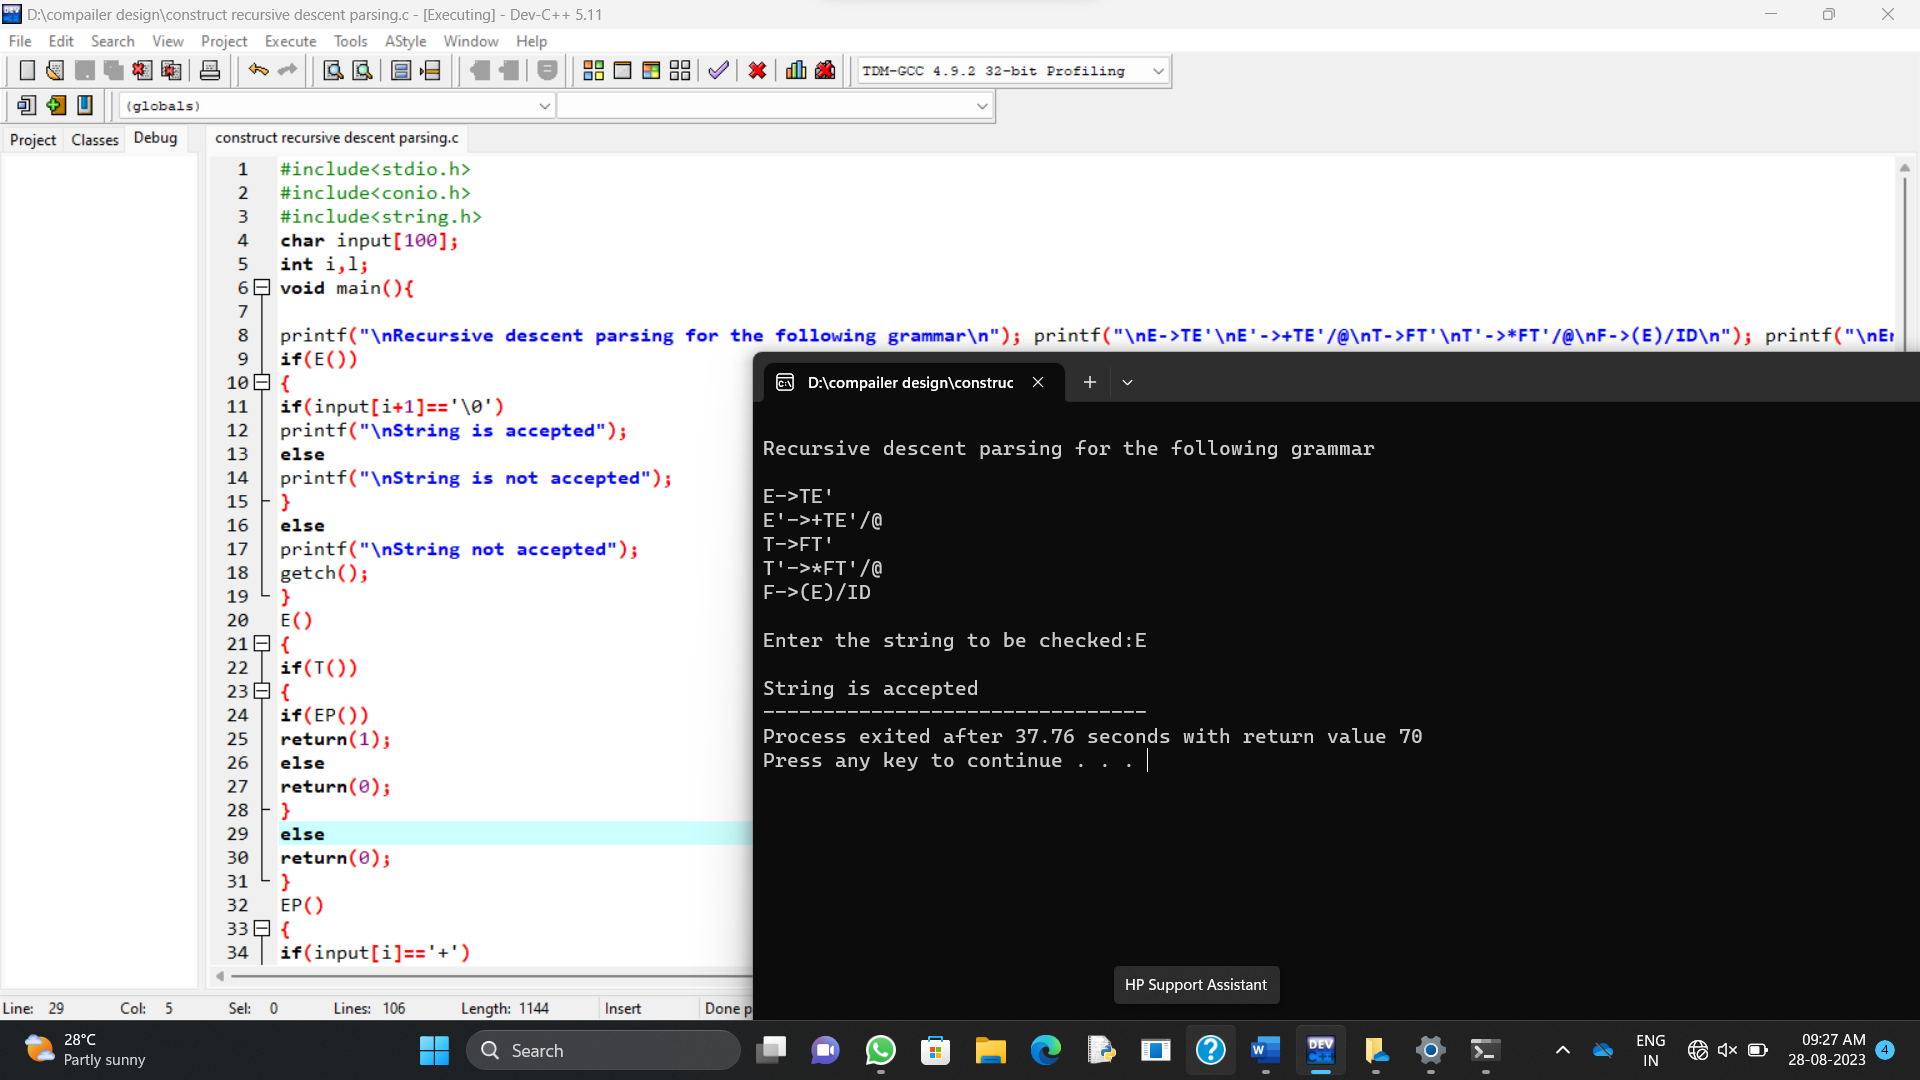 D:\compailer design\construct recursive descent parsing.c - [Executing] - Dev-C++ 5.11
File Edit Search View Project Execute Tools AStyle Window Help
TDM-GCC 4.9.2 32-bit Profiling
(globals)
Project Classes Debug
construct recursive descent parsing.c
1 #include<stdio.h>
2 #include<conio.h>
3 #include<string.h>
4 char input[100];
5 int i,l;
6 void main(){
7
8 printf("\nRecursive descent parsing for the following grammar\n"); printf("\nE->TE'\nE'->+TE'/@\nT->FT'\nT'->*FT'/@\nF->(E)/ID\n"); printf("\nEn
9 if(E())
10 {
11 if(input[i+1]=='\0')
12 printf("\nString is accepted");
13 else
14 printf("\nString is not accepted");
15 }
16 else
17 printf("\nString not accepted");
18 getch();
19 }
20 E()
21 {
22 if(T())
23 {
24 if(EP())
25 return(1);
26 else
27 return(0);
28 }
29 else
30 return(0);
31 }
32 EP()
33 {
34 if(input[i]=='+')
D:\compailer design\construc
Recursive descent parsing for the following grammar
E->TE'
E'->+TE'/@
T->FT'
T'->*FT'/@
F->(E)/ID
Enter the string to be checked:E
String is accepted
--------------------------------
Process exited after 37.76 seconds with return value 70
Press any key to continue . . .
HP Support Assistant
Line: 29 Col: 5 Sel: 0 Lines: 106 Length: 1144 Insert Done p
28°C
Partly sunny
Search
DEV
ENG
IN
09:27 AM
28-08-2023
4